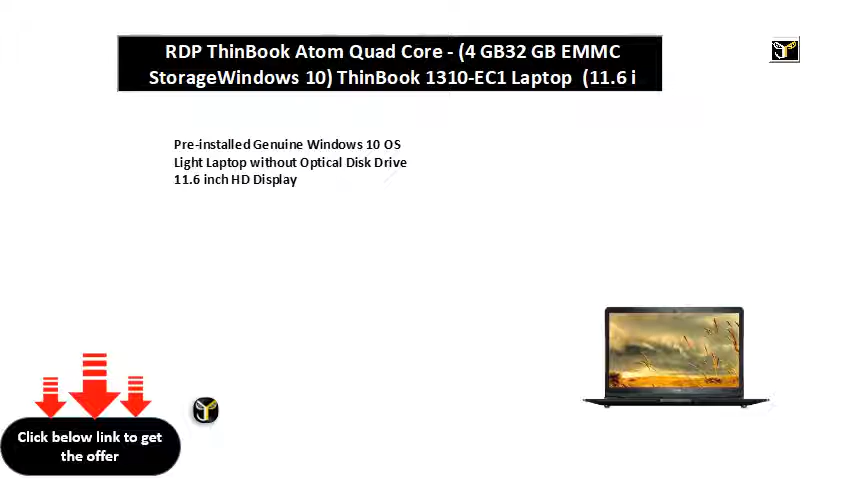 RDP ThinBook Atom Quad Core - (4 GB32 GB EMMC
StorageWindows 10) ThinBook 1310-EC1 Laptop (11.6 i
Pre-installed Genuine Windows 10 OS
Light Laptop without Optical Disk Drive
11.6 inch HD Display
Click below link to get
the offer